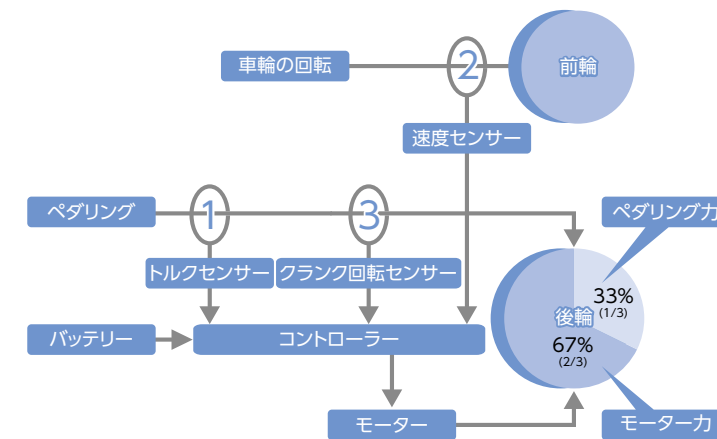 車輪の回転
2
前輪
速度センサー
ペダリング
1
3
ペダリング力
トルクセンサー
クランク回転センサー
33%
(1/3)
後輪
67%
(2/3)
バッテリー
コントローラー
モーター
モーター力